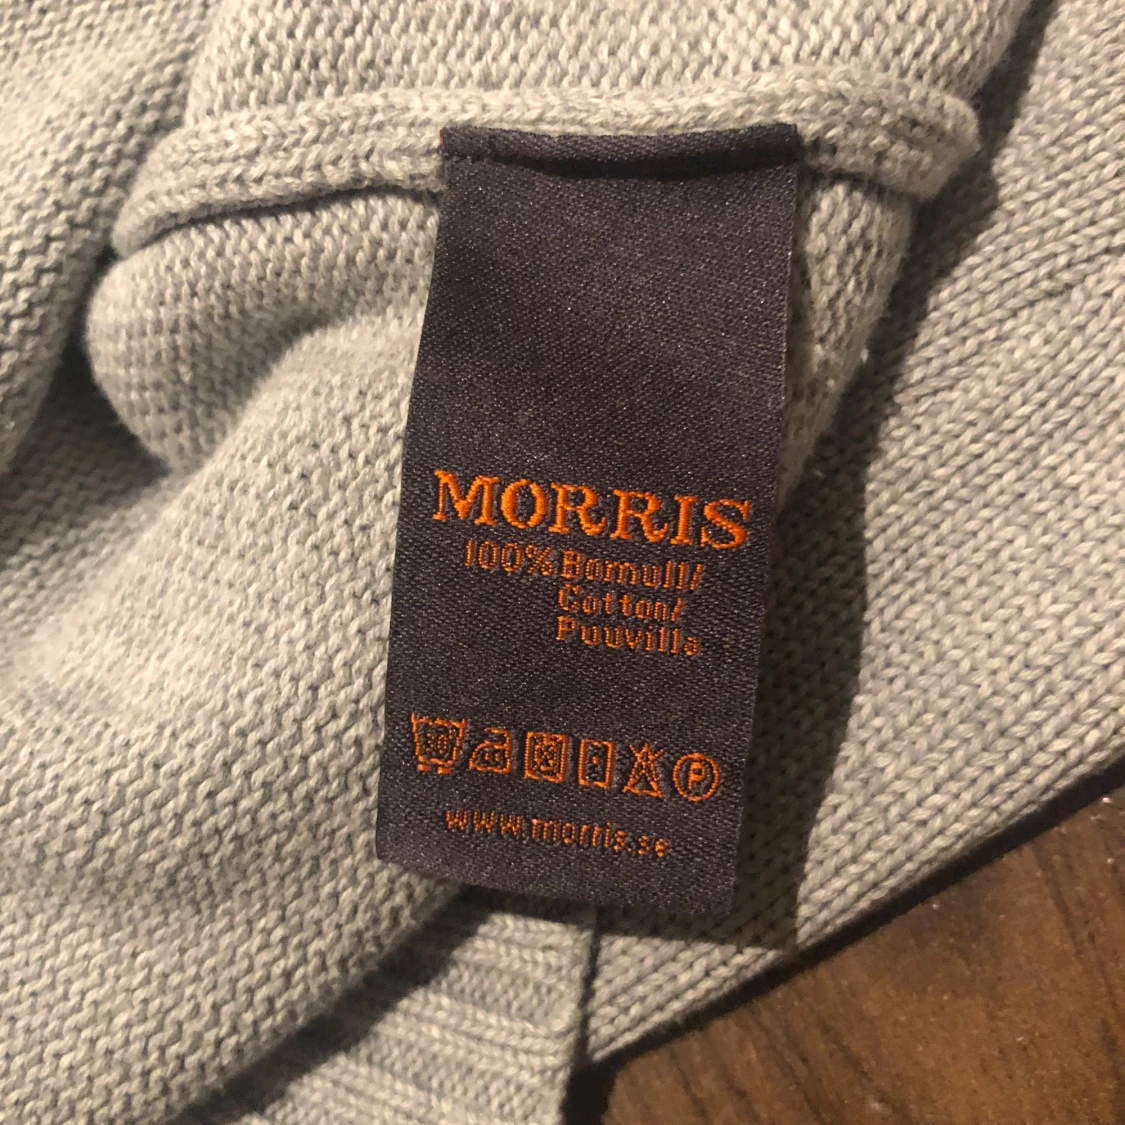 MORRIS
100% Bomull/
Cotton/
Puuvilla
P
www.morris.se